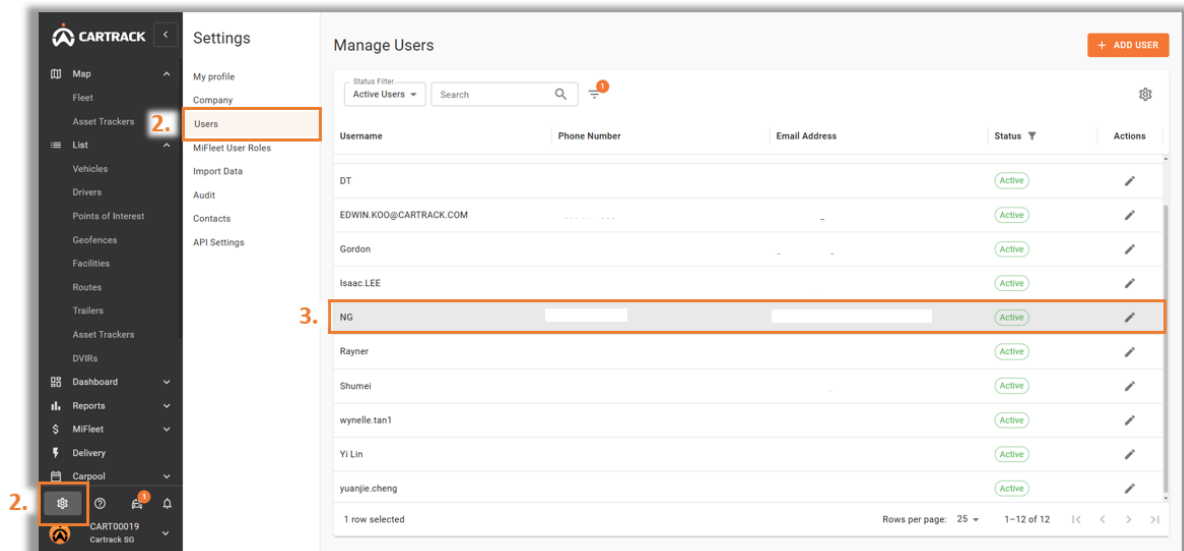 CARTRACK
Map
Fleet
Asset Trackers
List
Vehicles
Drivers
Points of Interest
Geofences
Facilities
Routes
Trailers
Asset Trackers
DVIRs
Dashboard
Reports
MiFleet
Delivery
Carpool
2.
1
CART00019
Cartrack SG
Settings
My profile
Company
2.
Users
MiFleet User Roles
Import Data
Audit
Contacts
API Settings
Manage Users
+ ADD USER
Status Filter
Active Users
Search
1
Username Phone Number Email Address Status Actions
DT Active
EDWIN.KOO@CARTRACK.COM Active
Gordon Active
Isaac.LEE Active
3. NG Active
Rayner Active
Shumei Active
wynelle.tan1 Active
Yi Lin Active
yuanjie.cheng Active
1 row selected Rows per page: 25 1–12 of 12